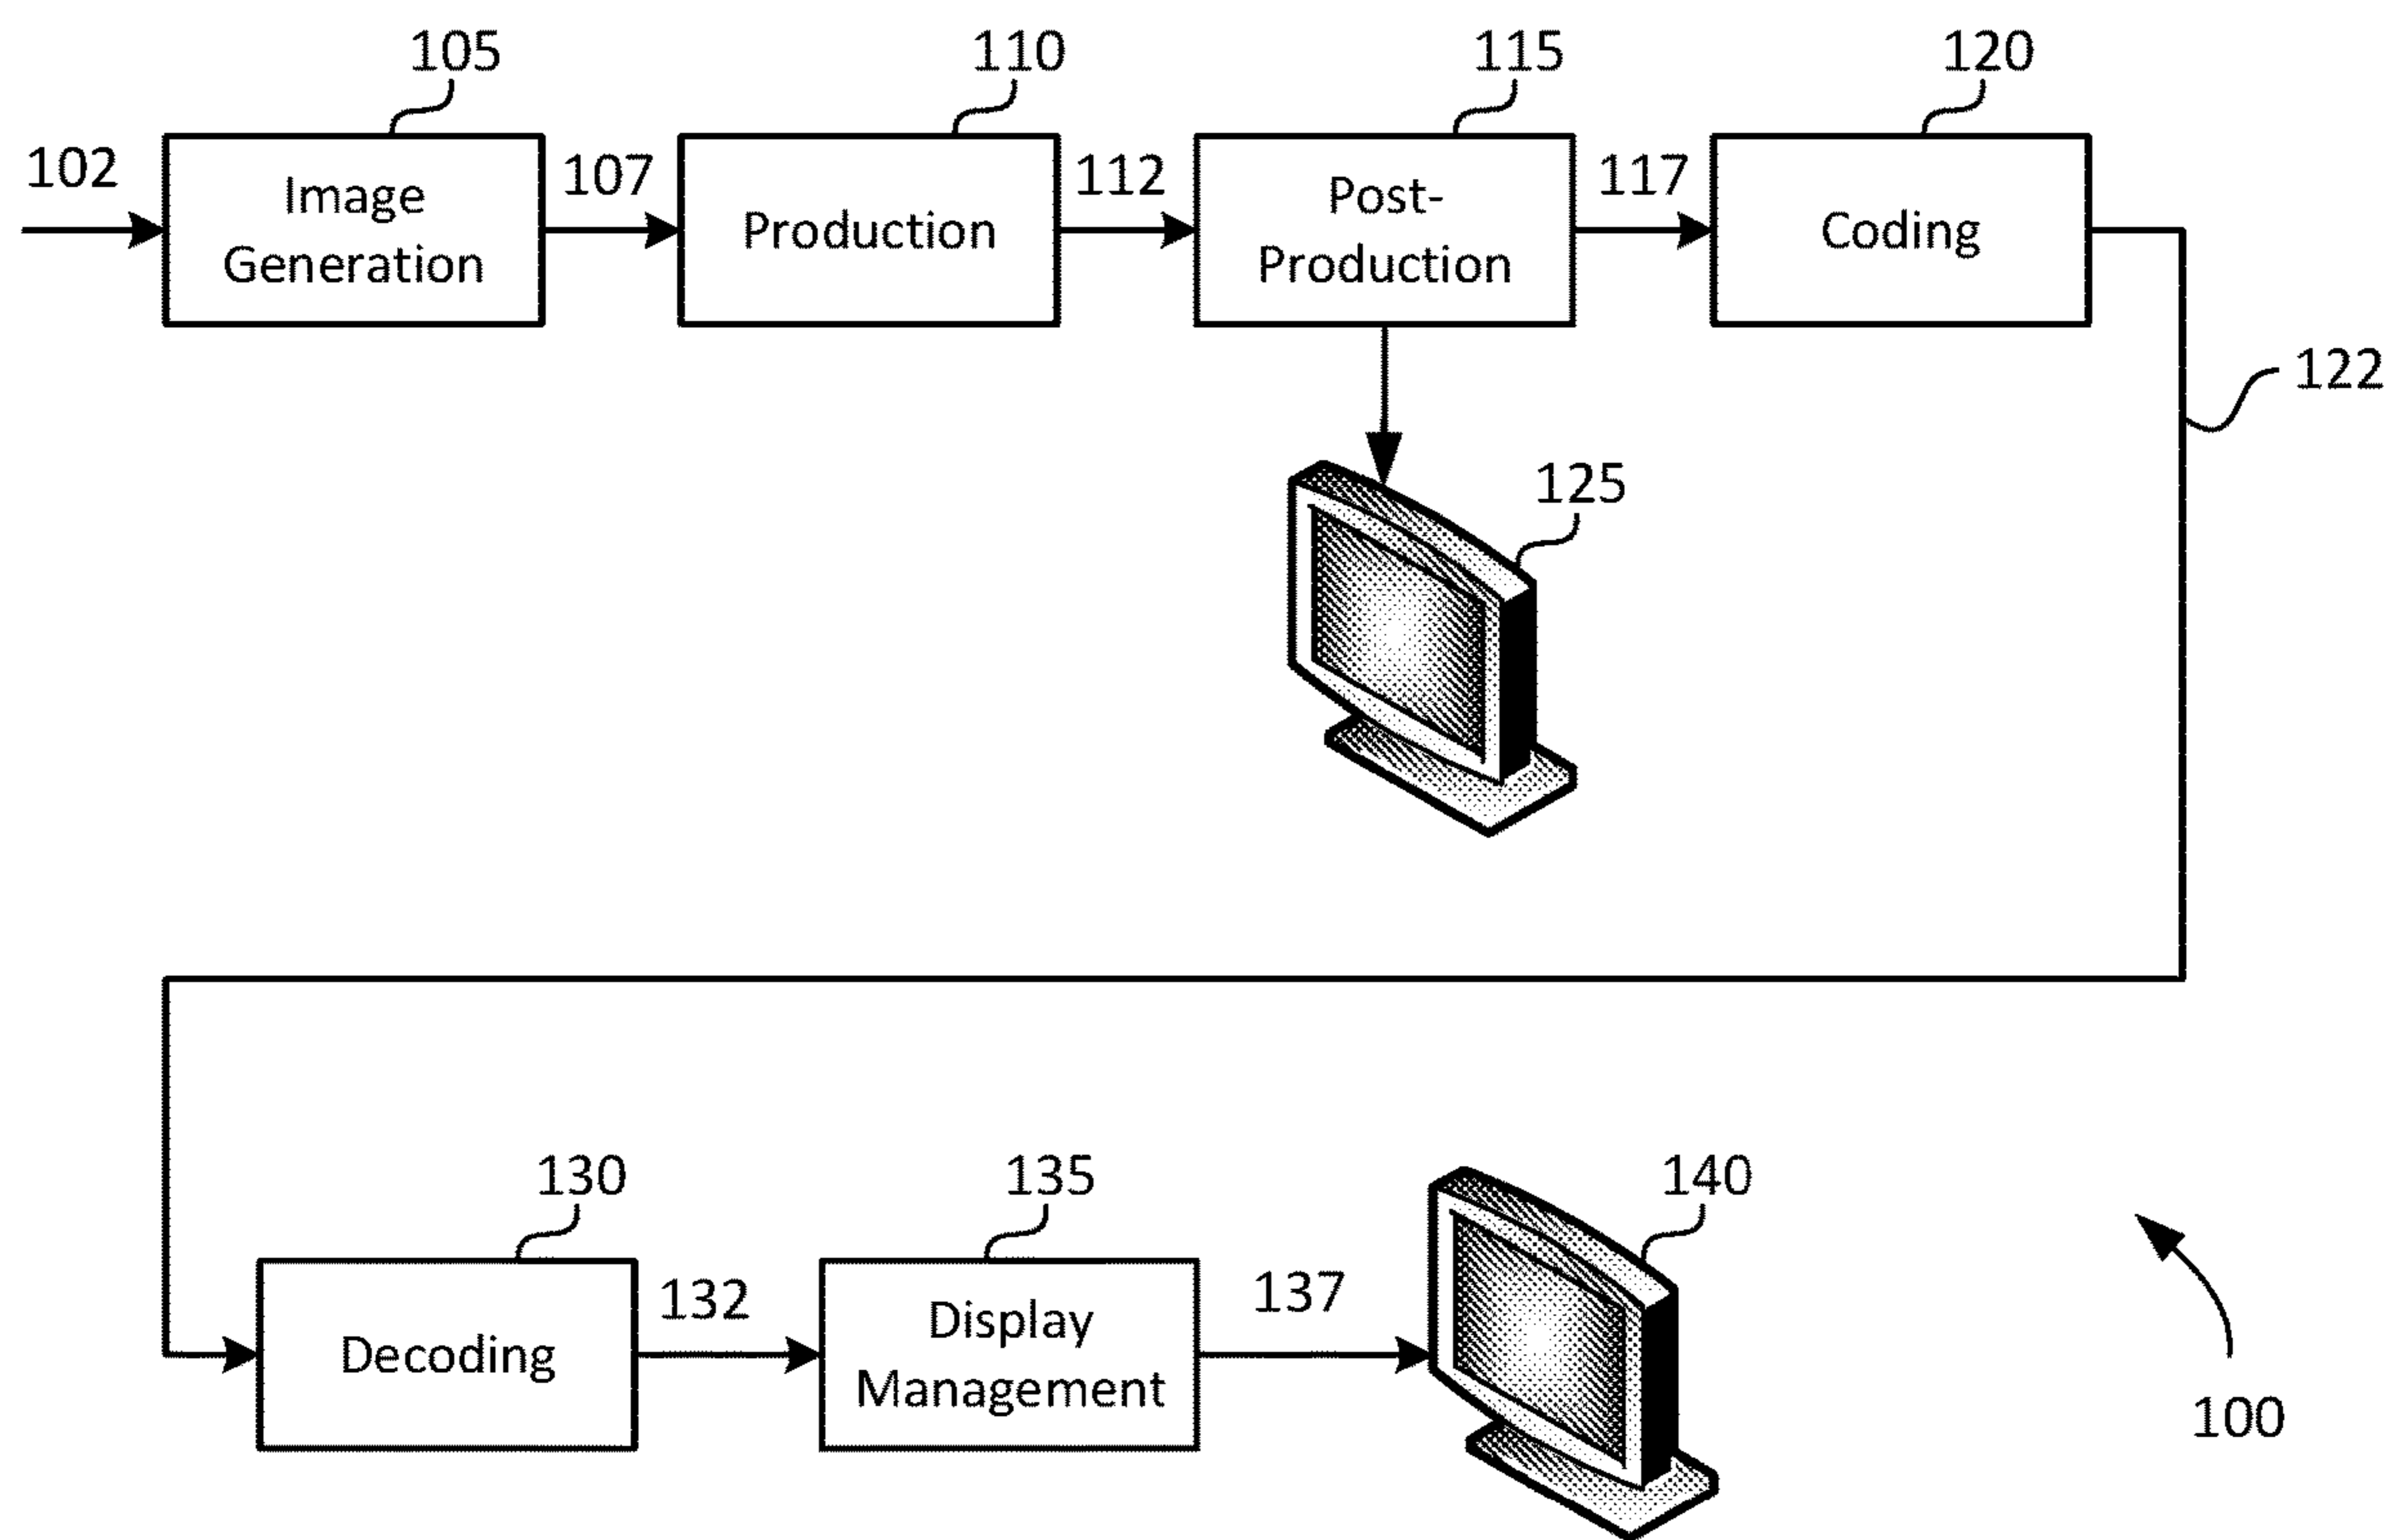 105
110
115
120
102
Image
Generation
107
Production
112
Post-
Production
117
Coding
122
125
130
135
140
Decoding
132
Display
Management
137
100